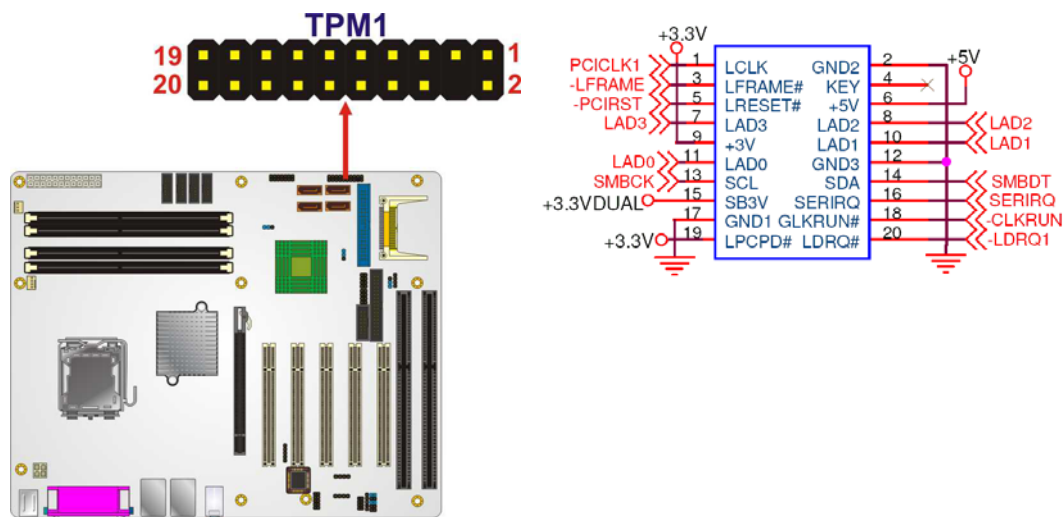 TPM1
19 1
20 2
+3.3V
PCICLK1 1 LCLK GND2 2 +5V
-LFRAME 3 LFRAME# KEY 4
-PCIRST 5 LRESET# +5V 6
LAD3 7 LAD3 LAD2 8 LAD2
9 +3V LAD1 10 LAD1
LAD0 11 LAD0 GND3 12
SMBCK 13 SCL SDA 14 SMBDT
+3.3VDUAL 15 SB3V SERIRQ 16 SERIRQ
17 GND1 GLKRUN# 18 -CLKRUN
+3.3V 19 LPCPD# LDRQ# 20 -LDRQ1